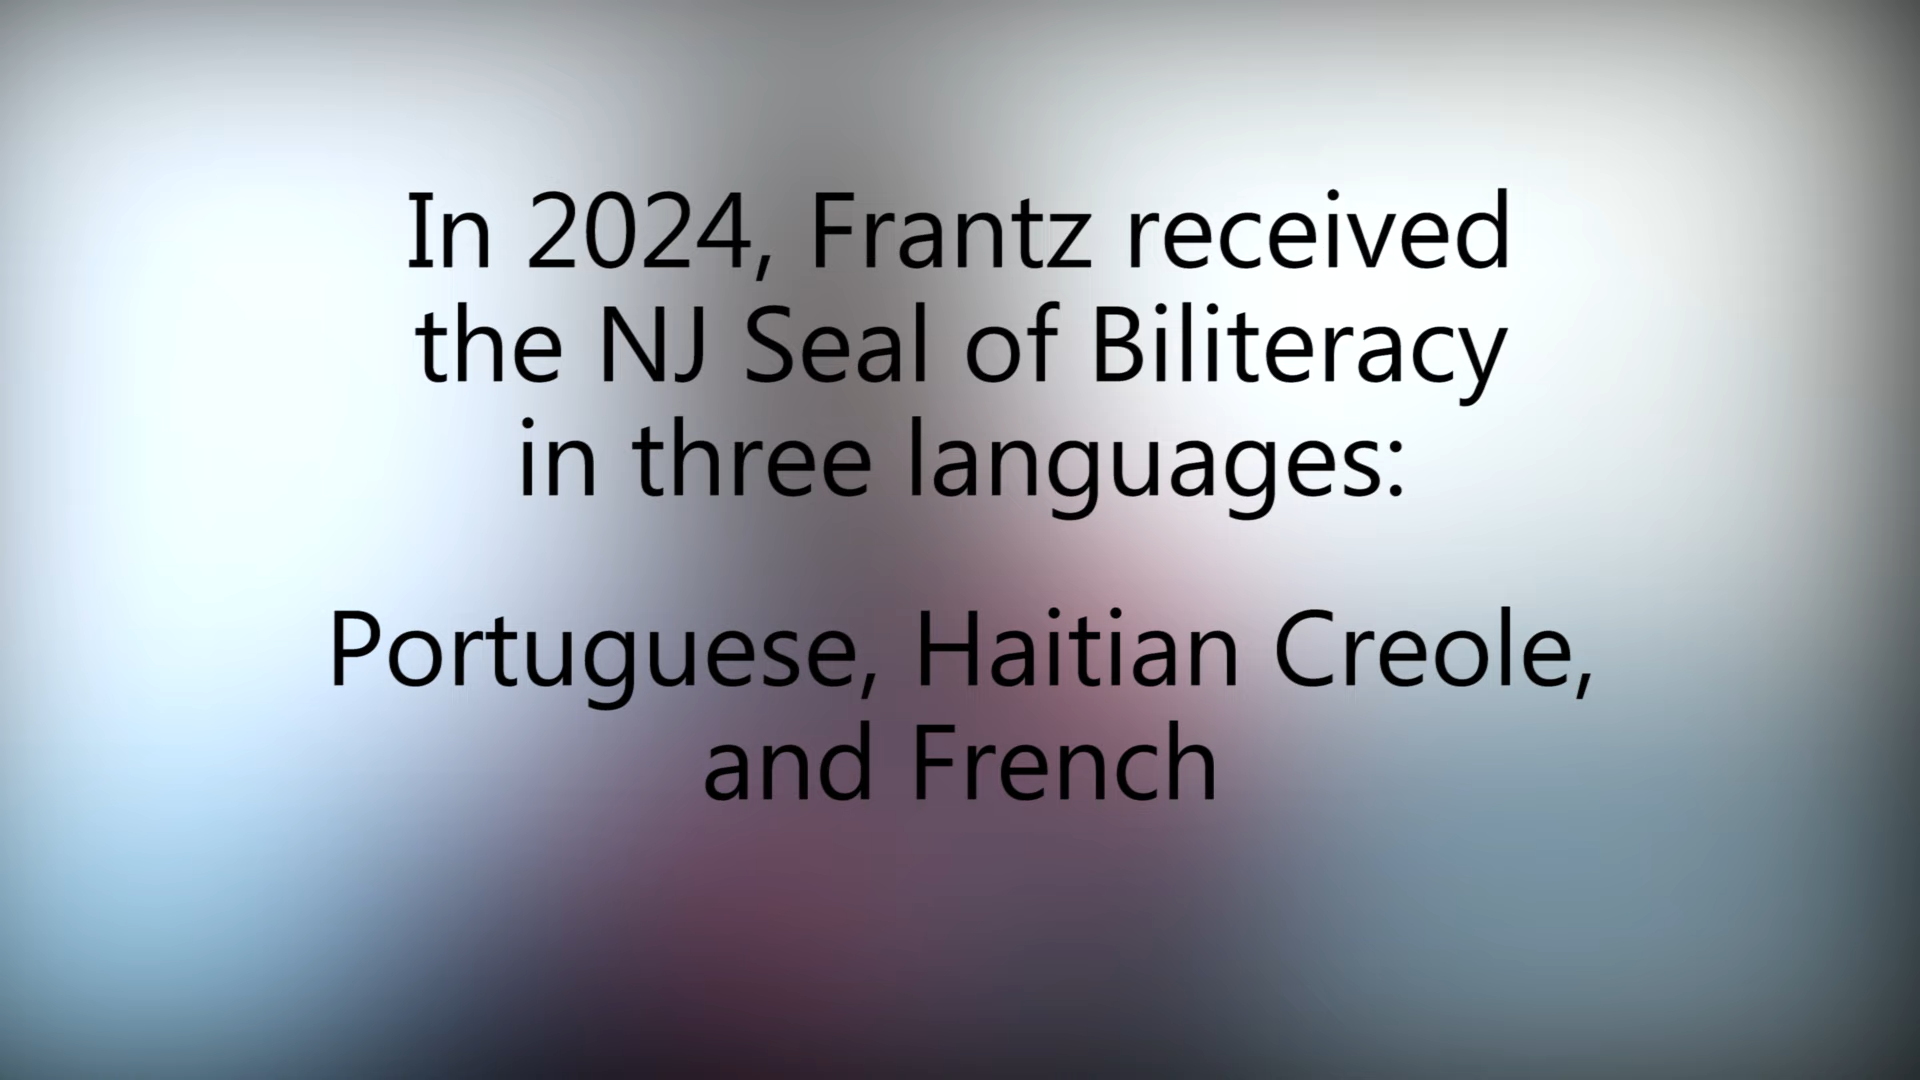 In 2024, Frantz received
the NJ Seal of Biliteracy
in three languages:
Portuguese, Haitian Creole,
and French